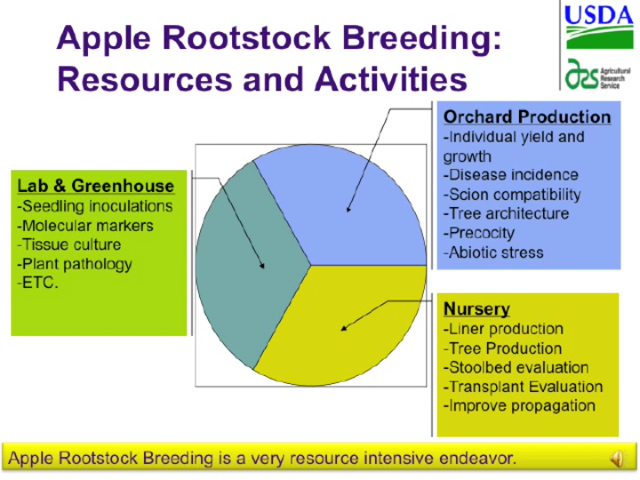 Apple Rootstock Breeding:
Resources and Activities
USDA
ars
Agricultural
Research
Service
Orchard Production
-Individual yield and
growth
-Disease incidence
-Scion compatibility
-Tree architecture
-Precocity
-Abiotic stress
Lab & Greenhouse
-Seedling inoculations
-Molecular markers
-Tissue culture
-Plant pathology
-ETC.
Nursery
-Liner production
-Tree Production
-Stoolbed evaluation
-Transplant Evaluation
-Improve propagation
Apple Rootstock Breeding is a very resource intensive endeavor.